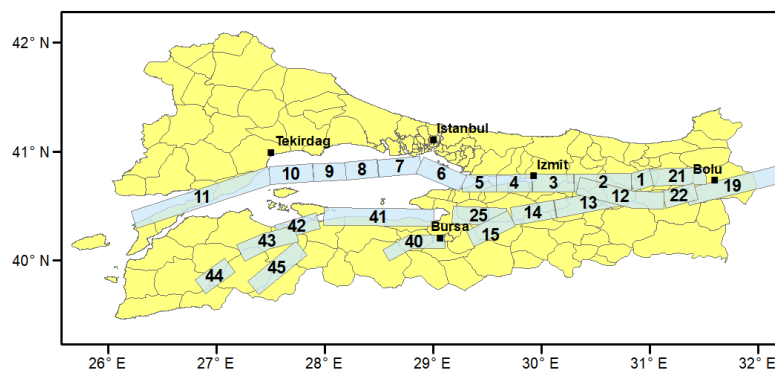 42° N
Istanbul
Tekirdag
41° N
Izmit
Bolu
10
9
8
7
6
5
4
3
2
1
21
19
11
12
22
13
14
25
41
42
43
15
Bursa
40
40° N
45
44
26° E
27° E
28° E
29° E
30° E
31° E
32° E